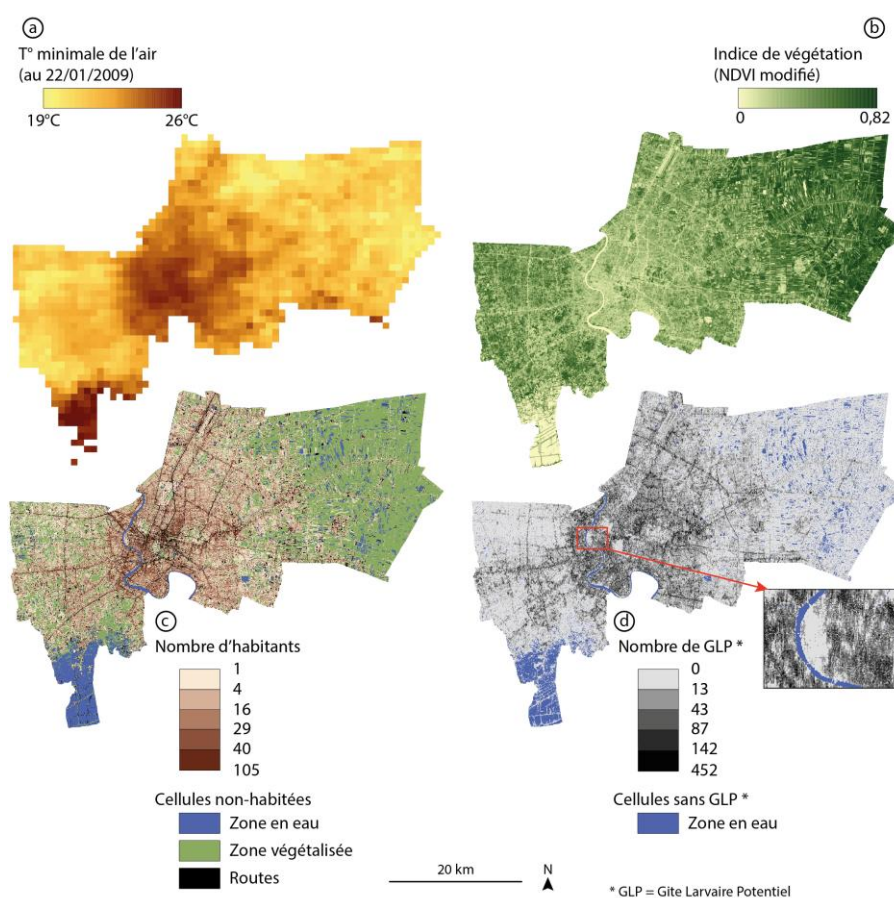 a
T° minimale de l'air
(au 22/01/2009)
19°C 26°C
b
Indice de végétation
(NDVI modifié)
0 0,82
c
Nombre d'habitants
1
4
16
29
40
105
Cellules non-habitées
Zone en eau
Zone végétalisée
Routes
d
Nombre de GLP *
0
13
43
87
142
452
Cellules sans GLP *
Zone en eau
20 km
N
* GLP = Gite Larvaire Potentiel